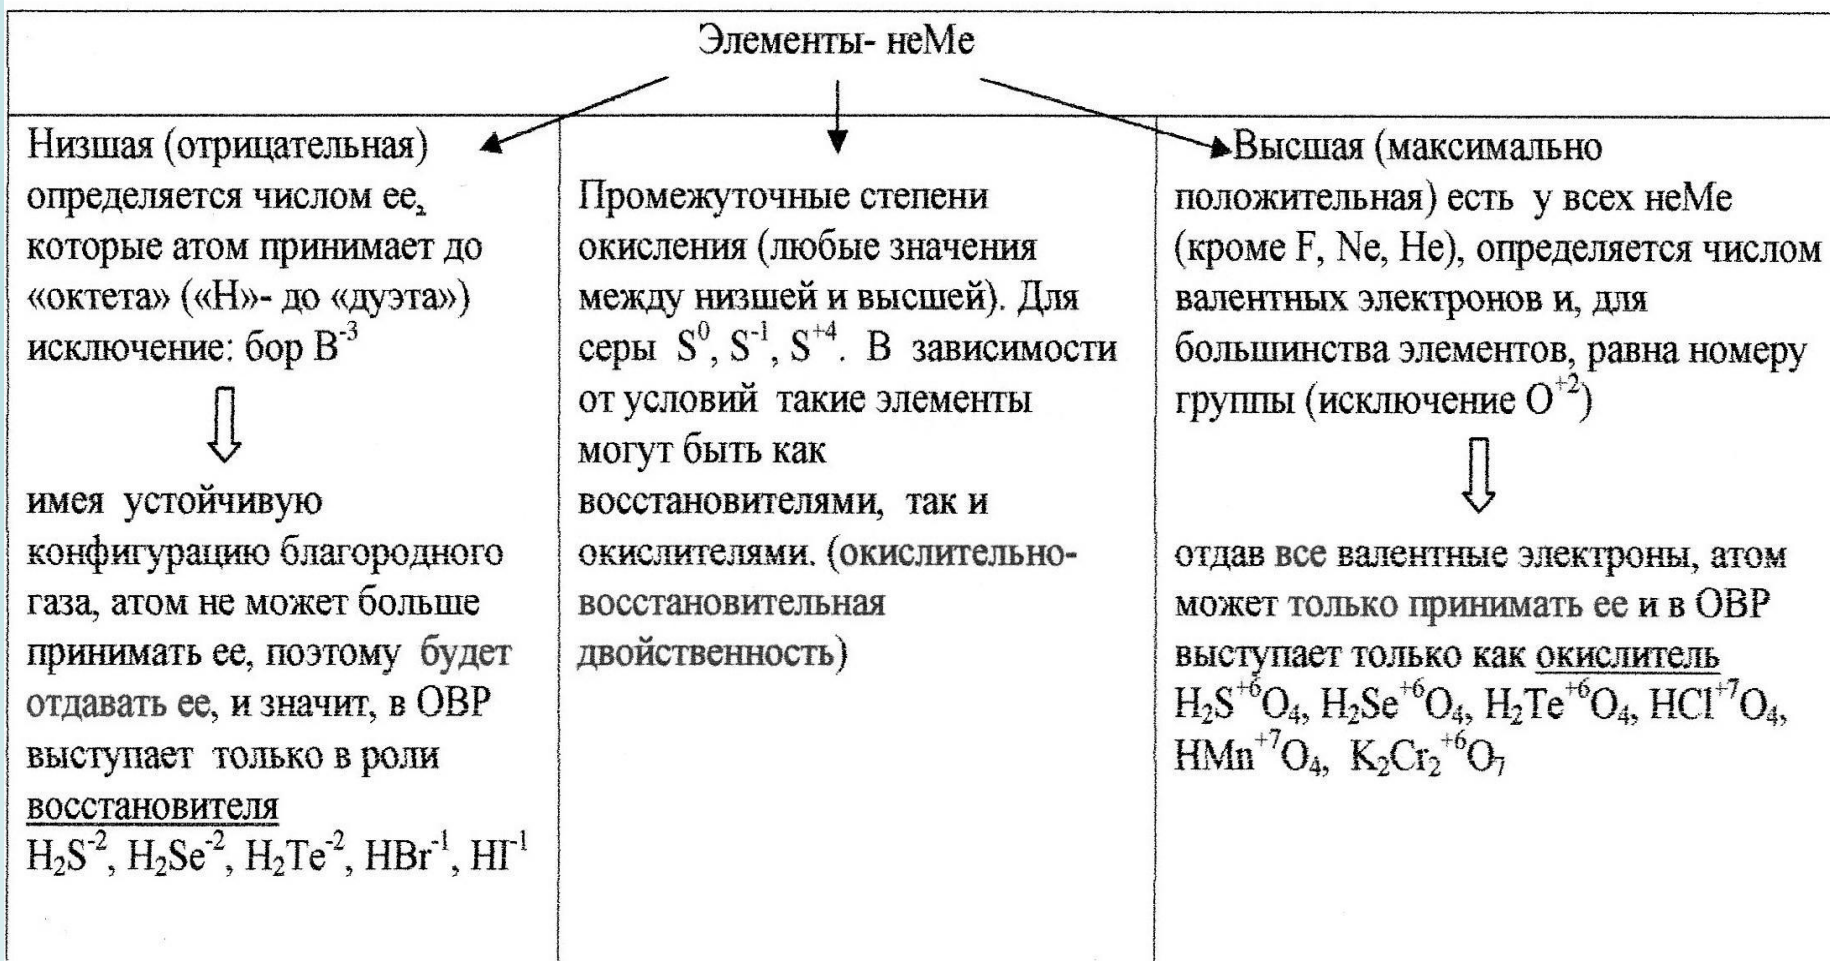 Элементы- неМе
Низшая (отрицательная)
определяется числом ее,
которые атом принимает до
«октета» («Н»- до «дуэта»)
исключение: бор В⁻³
имея устойчивую
конфигурацию благородного
газа, атом не может больше
принимать ее, поэтому будет
отдавать ее, и значит, в ОВР
выступает только в роли
восстановителя
H₂S⁻², H₂Se⁻², H₂Te⁻², HBr⁻¹, HI⁻¹
Промежуточные степени
окисления (любые значения
между низшей и высшей). Для
серы S⁰, S⁻¹, S⁺⁴. В зависимости
от условий такие элементы
могут быть как
восстановителями, так и
окислителями. (окислительно-
восстановительная
двойственность)
Высшая (максимально
положительная) есть у всех неМе
(кроме F, Ne, He), определяется числом
валентных электронов и, для
большинства элементов, равна номеру
группы (исключение O⁺²)
отдав все валентные электроны, атом
может только принимать ее и в ОВР
выступает только как окислитель
H₂S⁺⁶O₄, H₂Se⁺⁶O₄, H₂Te⁺⁶O₄, HCl⁺⁷O₄,
HMn⁺⁷O₄, K₂Cr₂⁺⁶O₇